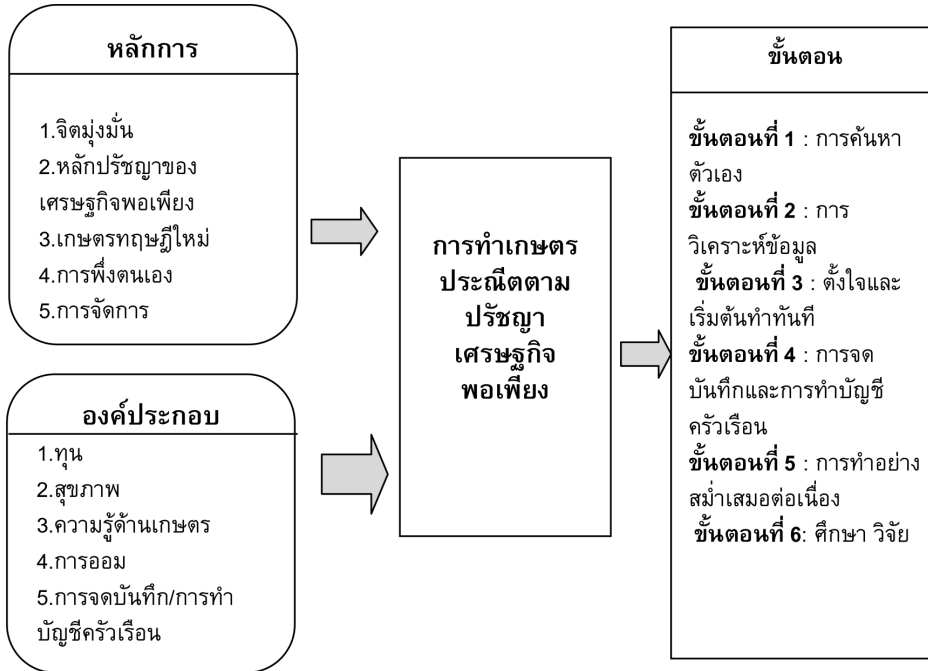 หลักการ
1.จิตมุ่งมั่น
2.หลักปรัชญาของ
เศรษฐกิจพอเพียง
3.เกษตรทฤษฎีใหม่
4.การพึ่งตนเอง
5.การจัดการ
องค์ประกอบ
1.ทุน
2.สุขภาพ
3.ความรู้ด้านเกษตร
4.การออม
5.การจดบันทึก/การทำ
บัญชีครัวเรือน
การทำเกษตร
ประณีตตาม
ปรัชญา
เศรษฐกิจ
พอเพียง
ขั้นตอน
ขั้นตอนที่ 1 : การค้นหา
ตัวเอง
ขั้นตอนที่ 2 : การ
วิเคราะห์ข้อมูล
ขั้นตอนที่ 3 : ตั้งใจและ
เริ่มต้นทำทันที
ขั้นตอนที่ 4 : การจด
บันทึกและการทำบัญชี
ครัวเรือน
ขั้นตอนที่ 5 : การทำอย่าง
สม่ำเสมอต่อเนื่อง
ขั้นตอนที่ 6: ศึกษา วิจัย